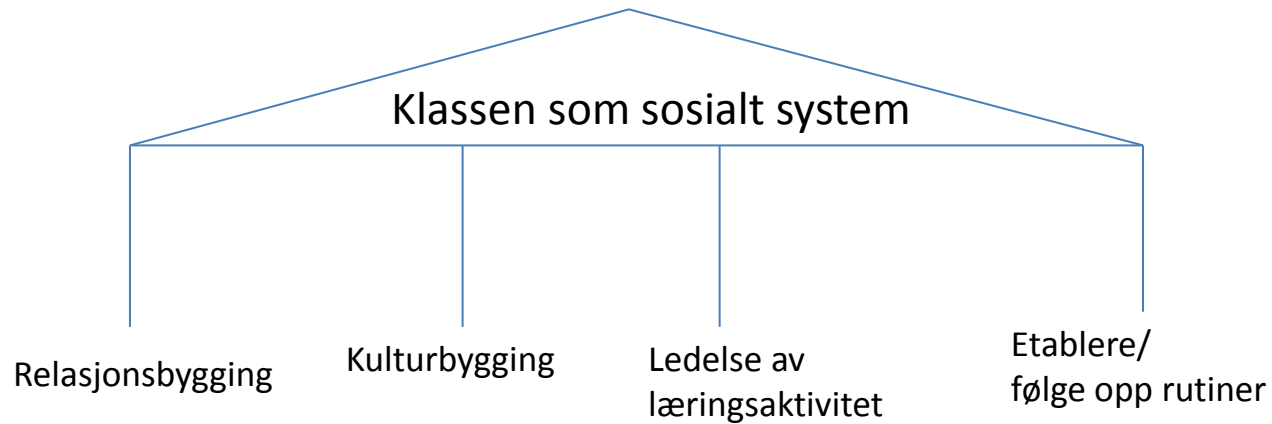 Klassen som sosialt system
Relasjonsbygging
Kulturbygging
Ledelse av
læringsaktivitet
Etablere/
følge opp rutiner